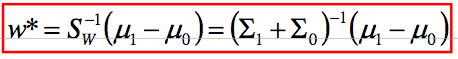 w* = S_W^{-1}(μ_1 − μ_0) = (Σ_1 + Σ_0)^{-1}(μ_1 − μ_0)